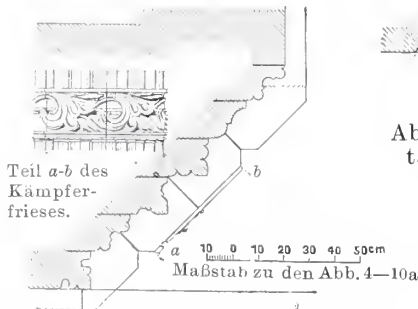 Teil a-b des
Kämpfer-
frieses.
b
a
10 0 10 20 30 40 50cm
Maßstab zu den Abb. 4—10a
Ab
t